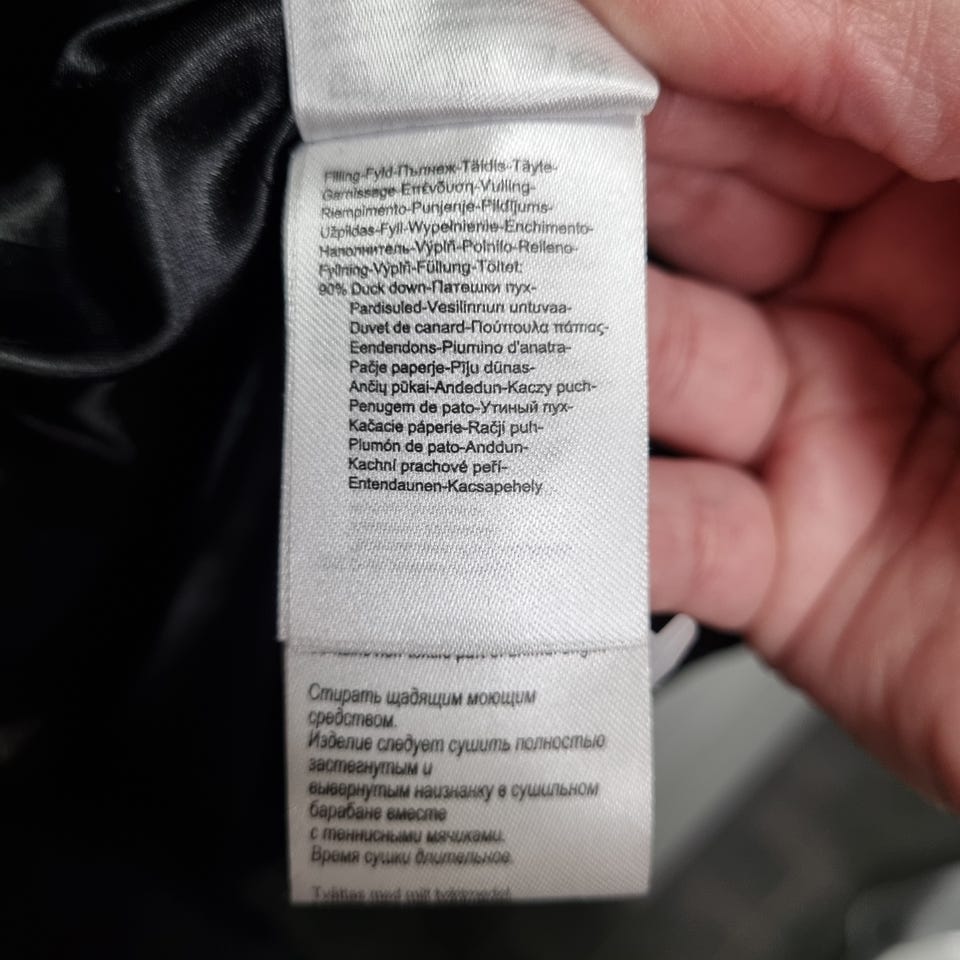 Filling-Fyld-Пълнеж-Täidis-Täyte-
Garnissage-Επένδυση-Vulling-
Riempimento-Punjenje-Pildījums-
Užpildas-Fyll-Wypełnienie-Enchimento-
Наполнитель-Výplň-Polnilo-Relleno-
Fyllning-Výplň-Füllung-Töltet:
90% Duck down-Патешки пух-
Pardisuled-Vesilinnun untuvaa-
Duvet de canard-Πούπουλα πάπιας-
Eendendons-Piumino d'anatra-
Pačje paperje-Pīļu dūnas-
Ančių pūkai-Andedun-Kaczy puch-
Penugem de pato-Утиный пух-
Kačacie páperie-Račji puh-
Plumón de pato-Anddun-
Kachní prachové peří-
Entendaunen-Kacsapehely
Стирать щадящим моющим
средством.
Изделие следует сушить полностью
застегнутым и
вывернутым наизнанку в сушильном
барабане вместе
с теннисными мячиками.
Время сушки длительное.
Tvättas med milt tvättmedel.